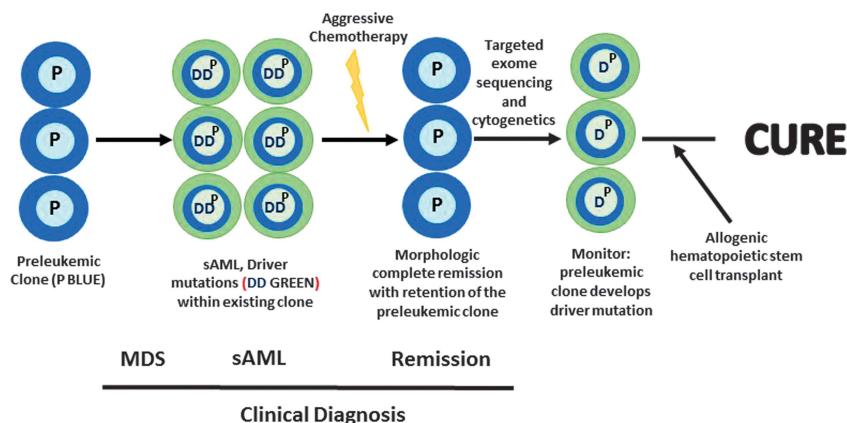 Aggressive
Chemotherapy
Targeted
exome
sequencing
and
cytogenetics
P
P
P
DD P
DD P
DD P
DD P
DD P
DD P
P
P
P
D P
D P
D P
CURE
Preleukemic
Clone (P BLUE)
sAML, Driver
mutations (DD GREEN)
within existing clone
Morphologic
complete remission
with retention of the
preleukemic clone
Monitor:
preleukemic
clone develops
driver mutation
Allogenic
hematopoietic stem
cell transplant
MDS sAML Remission
Clinical Diagnosis